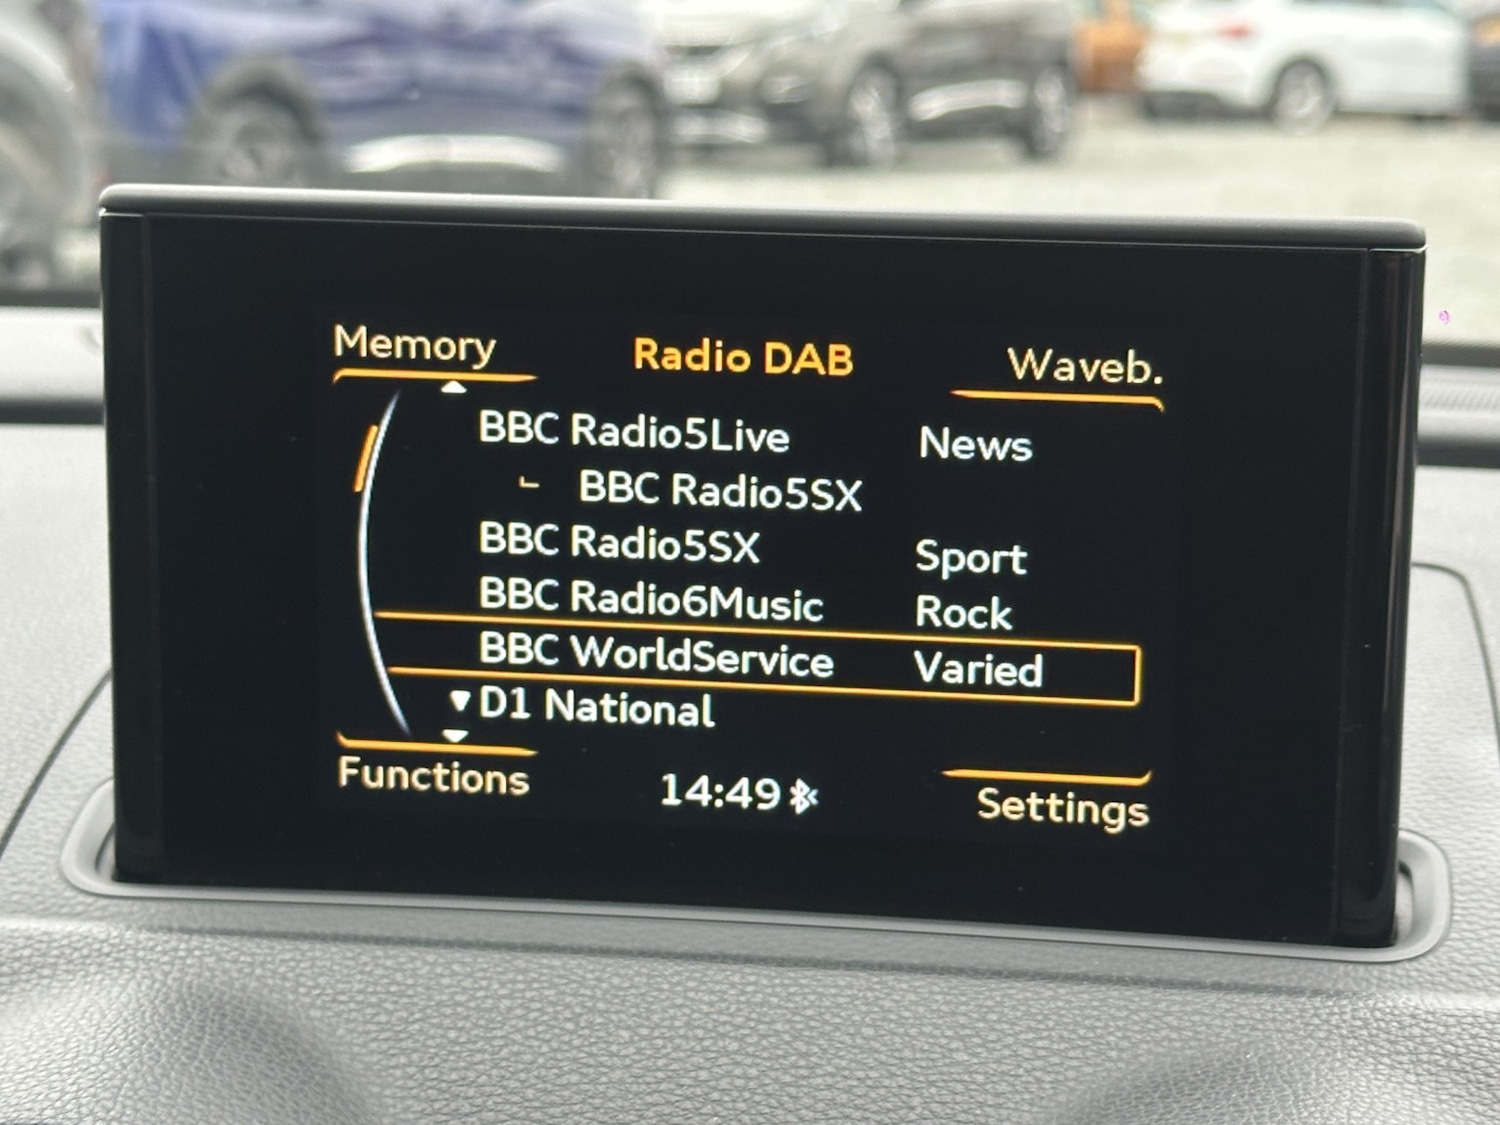 Memory Radio DAB Waveb.
BBC Radio5Live News
BBC Radio5SX
BBC Radio5SX Sport
BBC Radio6Music Rock
BBC WorldService Varied
D1 National
Functions 14:49 Settings